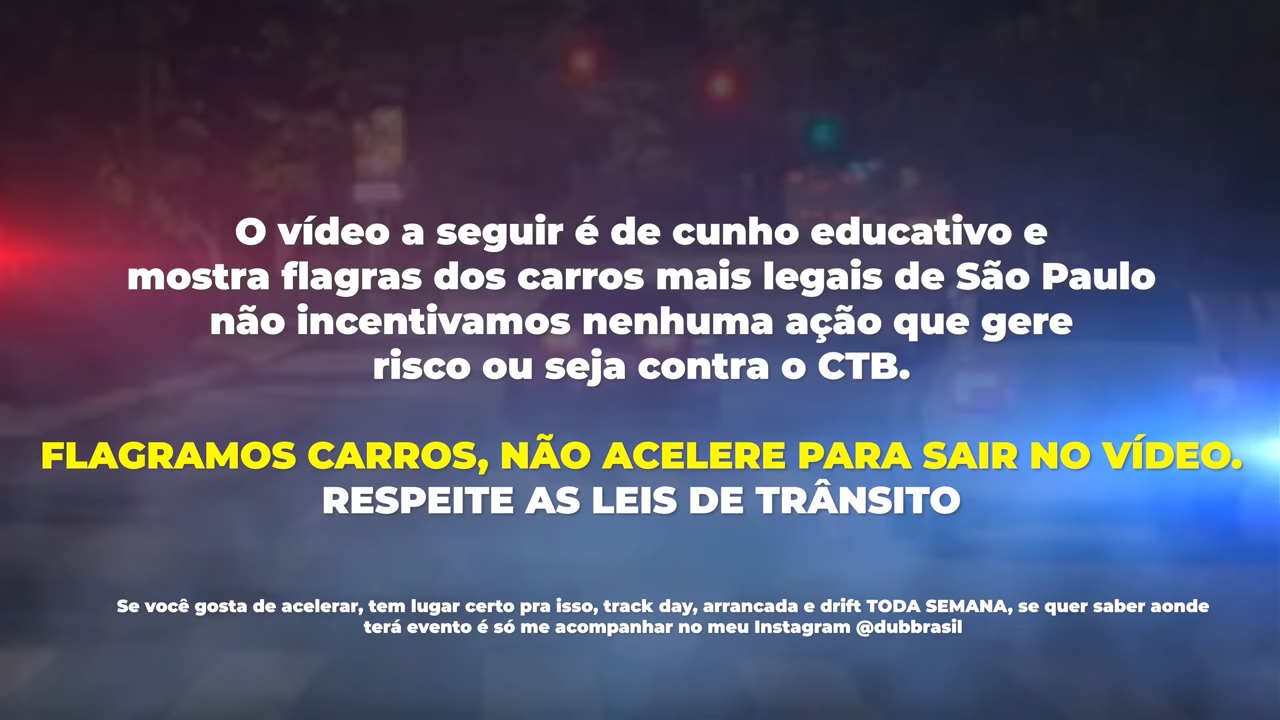 O vídeo a seguir é de cunho educativo e
mostra flagras dos carros mais legais de São Paulo
não incentivamos nenhuma ação que gere
risco ou seja contra o CTB.
FLAGRAMOS CARROS, NÃO ACELERE PARA SAIR NO VÍDEO.
RESPEITE AS LEIS DE TRÂNSITO
Se você gosta de acelerar, tem lugar certo pra isso, track day, arrancada e drift TODA SEMANA, se quer saber aonde
terá evento é só me acompanhar no meu Instagram @dubbrasil